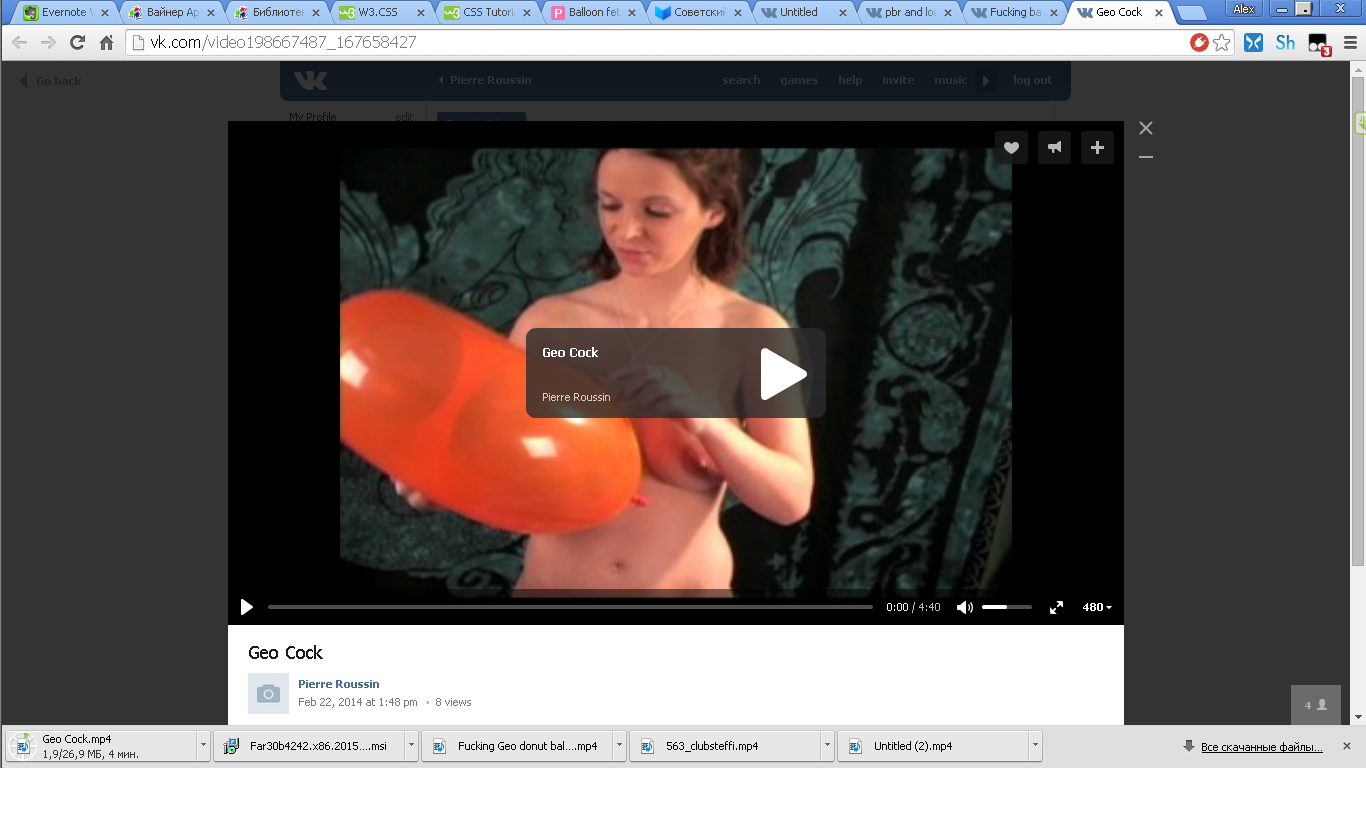 Evernote
Вайнер Ар
Библиотек
W3.CSS
CSS Tutori
Balloon fet
Советский
Untitled
pbr and loo
Fucking ba
Geo Cock
Alex
vk.com/video198667487_167658427
Sh
3
Go back
Pierre Roussin
search
games
help
invite
music
log out
My Profile
edit
Geo Cock
Pierre Roussin
0:00 / 4:40
480
Geo Cock
Pierre Roussin
Feb 22, 2014 at 1:48 pm • 8 views
4
Geo Cock.mp4
1,9/26,9 МБ, 4 мин.
Far30b4242.x86.2015....msi
Fucking Geo donut bal....mp4
563_clubsteffi.mp4
Untitled (2).mp4
Все скачанные файлы...